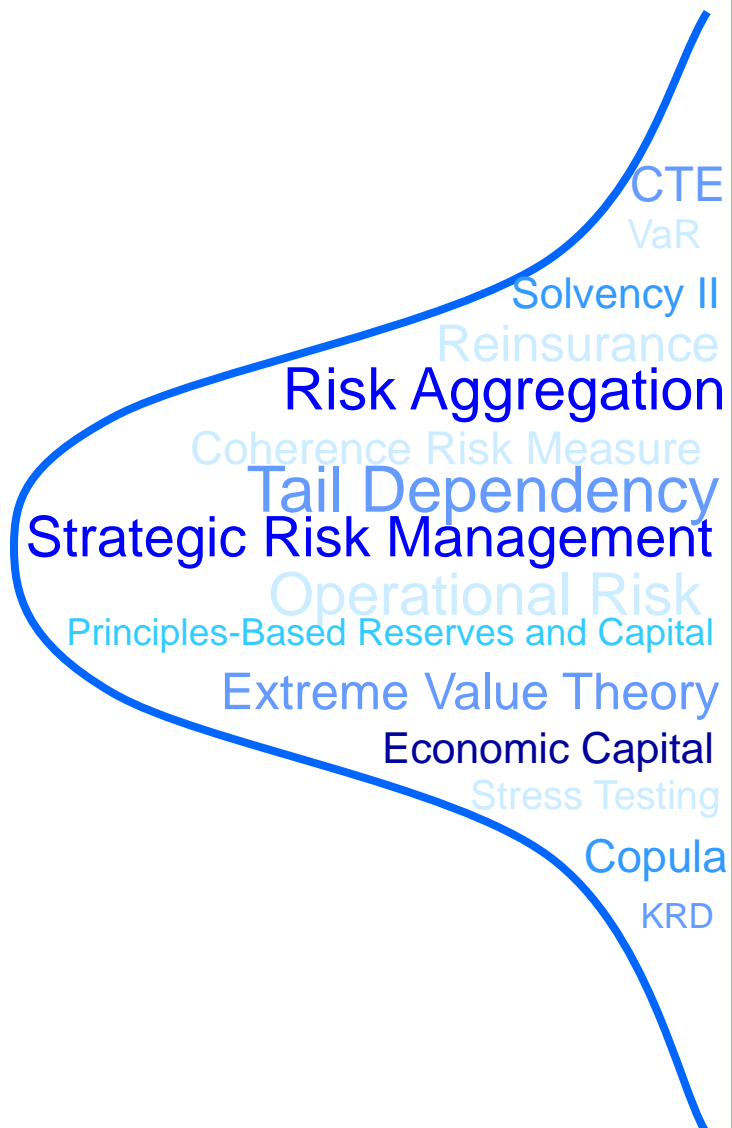 CTE
VaR
Solvency II
Reinsurance
Risk Aggregation
Coherence Risk Measure
Tail Dependency
Strategic Risk Management
Operational Risk
Principles-Based Reserves and Capital
Extreme Value Theory
Economic Capital
Stress Testing
Copula
KRD